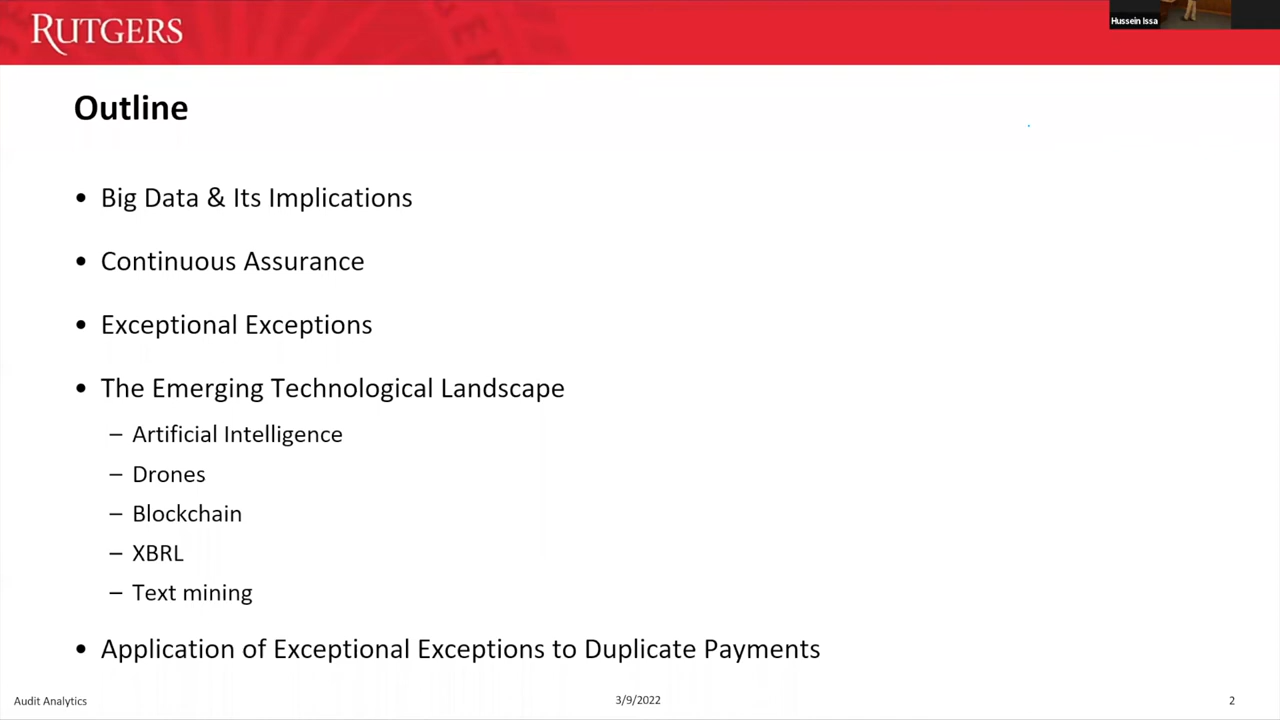 RUTGERS
Hussein Issa
Outline
• Big Data & Its Implications
• Continuous Assurance
• Exceptional Exceptions
• The Emerging Technological Landscape
– Artificial Intelligence
– Drones
– Blockchain
– XBRL
– Text mining
• Application of Exceptional Exceptions to Duplicate Payments
Audit Analytics
3/9/2022
2